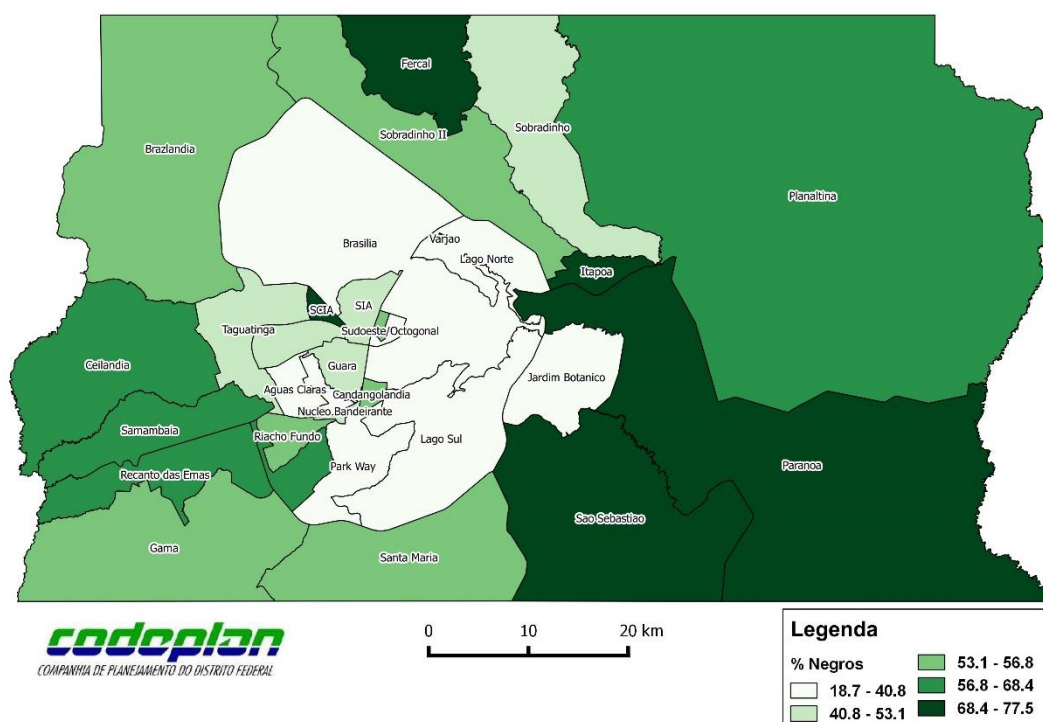 Fercal
Sobradinho
Sobradinho II
Brazlandia
Planaltina
Brasilia
Varjao
Lago Norte
Itapoa
SCIA
SIA
Taguatinga
Sudoeste/Octogonal
Ceilandia
Guara
Jardim Botanico
Aguas Claras
Candangolandia
Nucleo Bandeirante
Samambaia
Riacho Fundo
Lago Sul
Park Way
Paranoa
Recanto das Emas
Sao Sebastiao
Gama
Santa Maria
codeplan
COMPANHIA DE PLANEJAMENTO DO DISTRITO FEDERAL
0 10 20 km
Legenda
% Negros
18.7 - 40.8
40.8 - 53.1
53.1 - 56.8
56.8 - 68.4
68.4 - 77.5